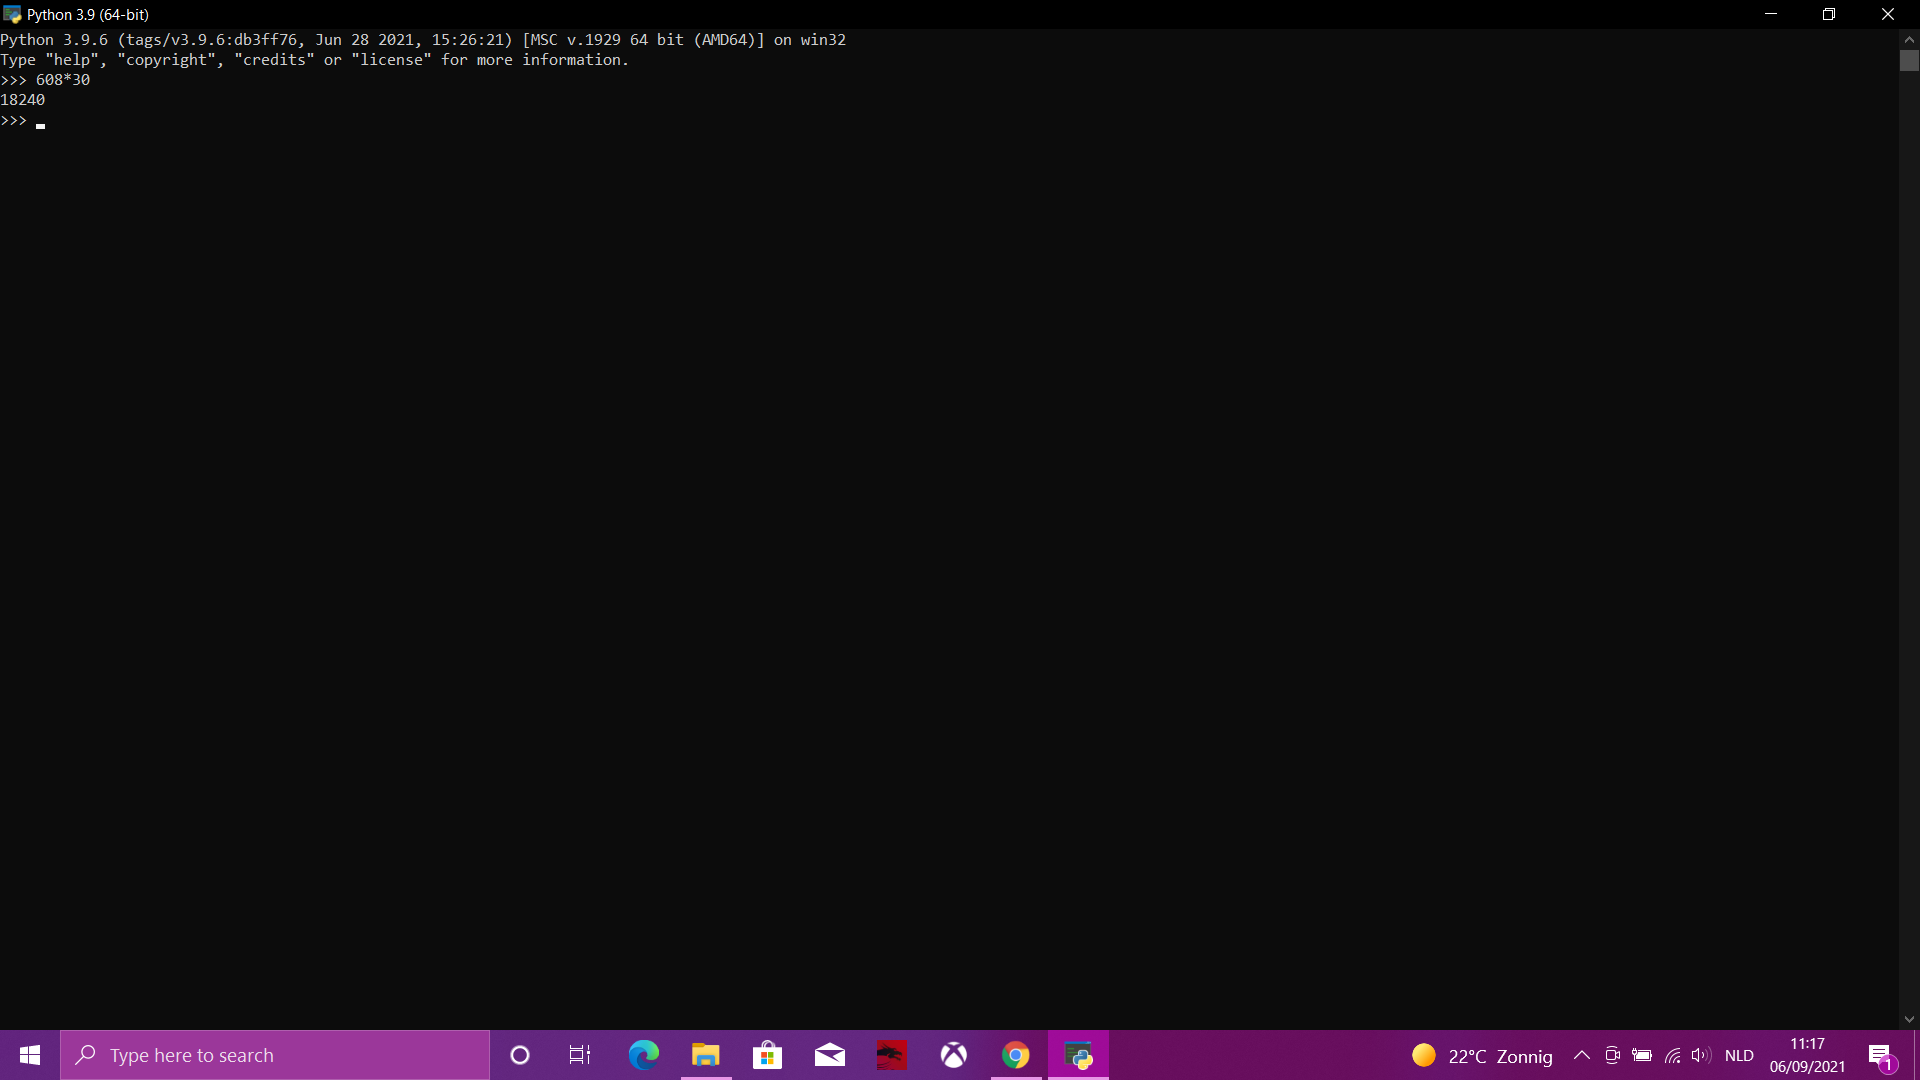 Python 3.9 (64-bit)
Python 3.9.6 (tags/v3.9.6:db3ff76, Jun 28 2021, 15:26:21) [MSC v.1929 64 bit (AMD64)] on win32
Type "help", "copyright", "credits" or "license" for more information.
>>> 608*30
18240
>>>
Type here to search
22°C Zonnig
NLD
11:17
06/09/2021
1